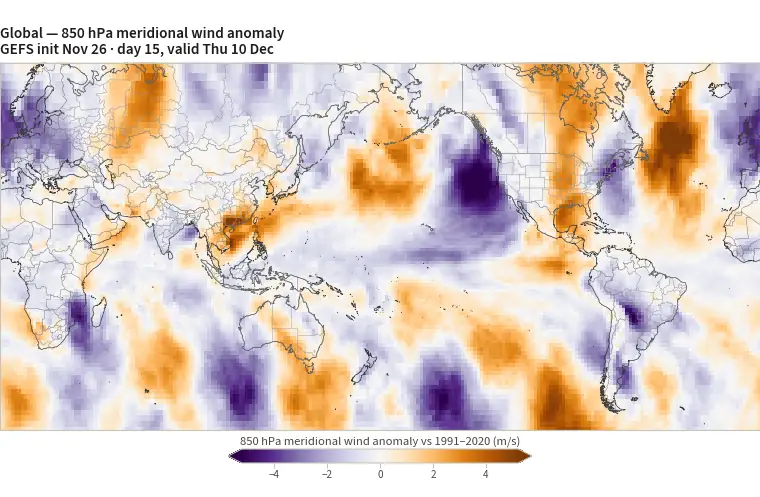 Global — 850 hPa meridional wind anomaly
GEFS init Nov 26 · day 15, valid Thu 10 Dec
850 hPa meridional wind anomaly vs 1991–2020 (m/s)
−4 −2 0 2 4